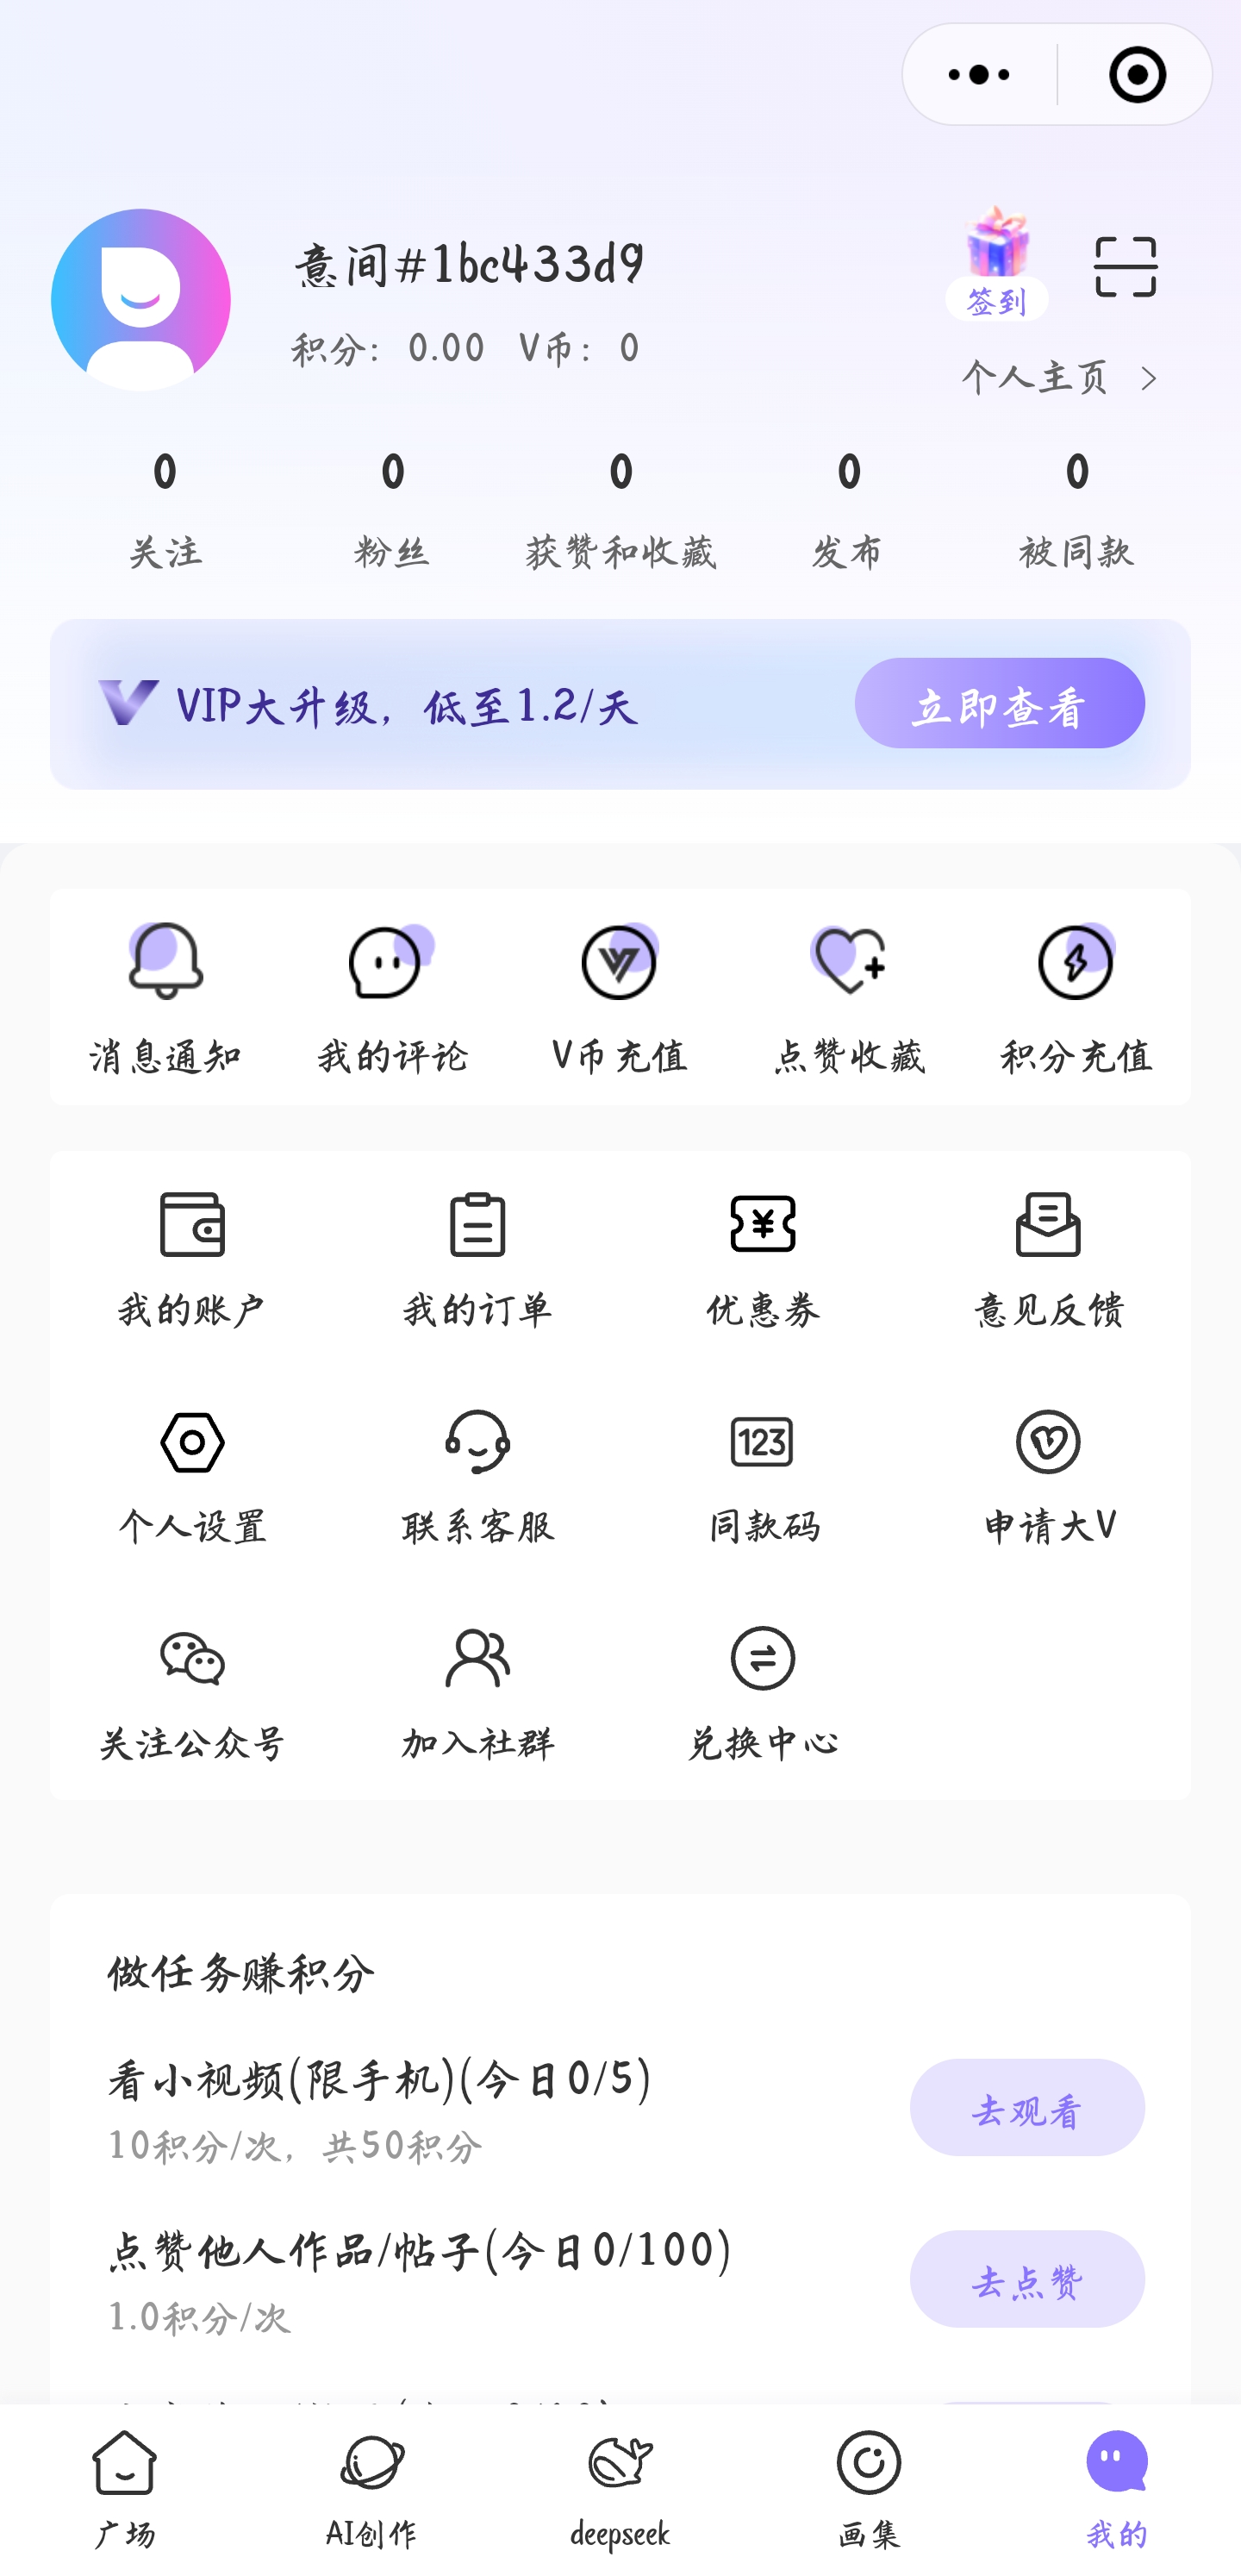 意间#1bc433d9
签到
积分： 0.00 V币： 0
个人主页
0 0 0 0 0
关注 粉丝 获赞和收藏 发布 被同款
VIP大升级，低至1.2/天 立即查看
消息通知 我的评论 V币充值 点赞收藏 积分充值
我的账户 我的订单 优惠券 意见反馈
123
个人设置 联系客服 同款码 申请大V
关注公众号 加入社群 兑换中心
做任务赚积分
看小视频(限手机)(今日0/5)
去观看
10积分/次，共50积分
点赞他人作品/帖子(今日0/100)
去点赞
1.0积分/次
广场 AI创作 deepseek 画集 我的